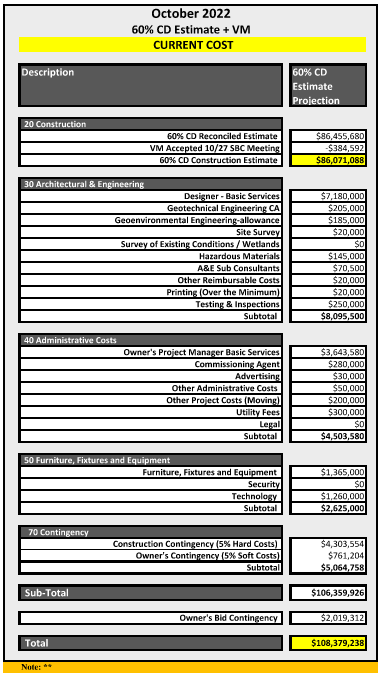 October 2022
60% CD Estimate + VM
CURRENT COST
Description 60% CD
Estimate
Projection
20 Construction
60% CD Reconciled Estimate $86,455,680
VM Accepted 10/27 SBC Meeting -$384,592
60% CD Construction Estimate $86,071,088
30 Architectural & Engineering
Designer - Basic Services $7,180,000
Geotechnical Engineering CA $205,000
Geoenvironmental Engineering-allowance $185,000
Site Survey $20,000
Survey of Existing Conditions / Wetlands $0
Hazardous Materials $145,000
A&E Sub Consultants $70,500
Other Reimbursable Costs $20,000
Printing (Over the Minimum) $20,000
Testing & Inspections $250,000
Subtotal $8,095,500
40 Administrative Costs
Owner's Project Manager Basic Services $3,643,580
Commissioning Agent $280,000
Advertising $30,000
Other Administrative Costs $50,000
Other Project Costs (Moving) $200,000
Utility Fees $300,000
Legal $0
Subtotal $4,503,580
50 Furniture, Fixtures and Equipment
Furniture, Fixtures and Equipment $1,365,000
Security $0
Technology $1,260,000
Subtotal $2,625,000
70 Contingency
Construction Contingency (5% Hard Costs) $4,303,554
Owner's Contingency (5% Soft Costs) $761,204
Subtotal $5,064,758
Sub-Total $106,359,926
Owner's Bid Contingency $2,019,312
Total $108,379,238
Note: **